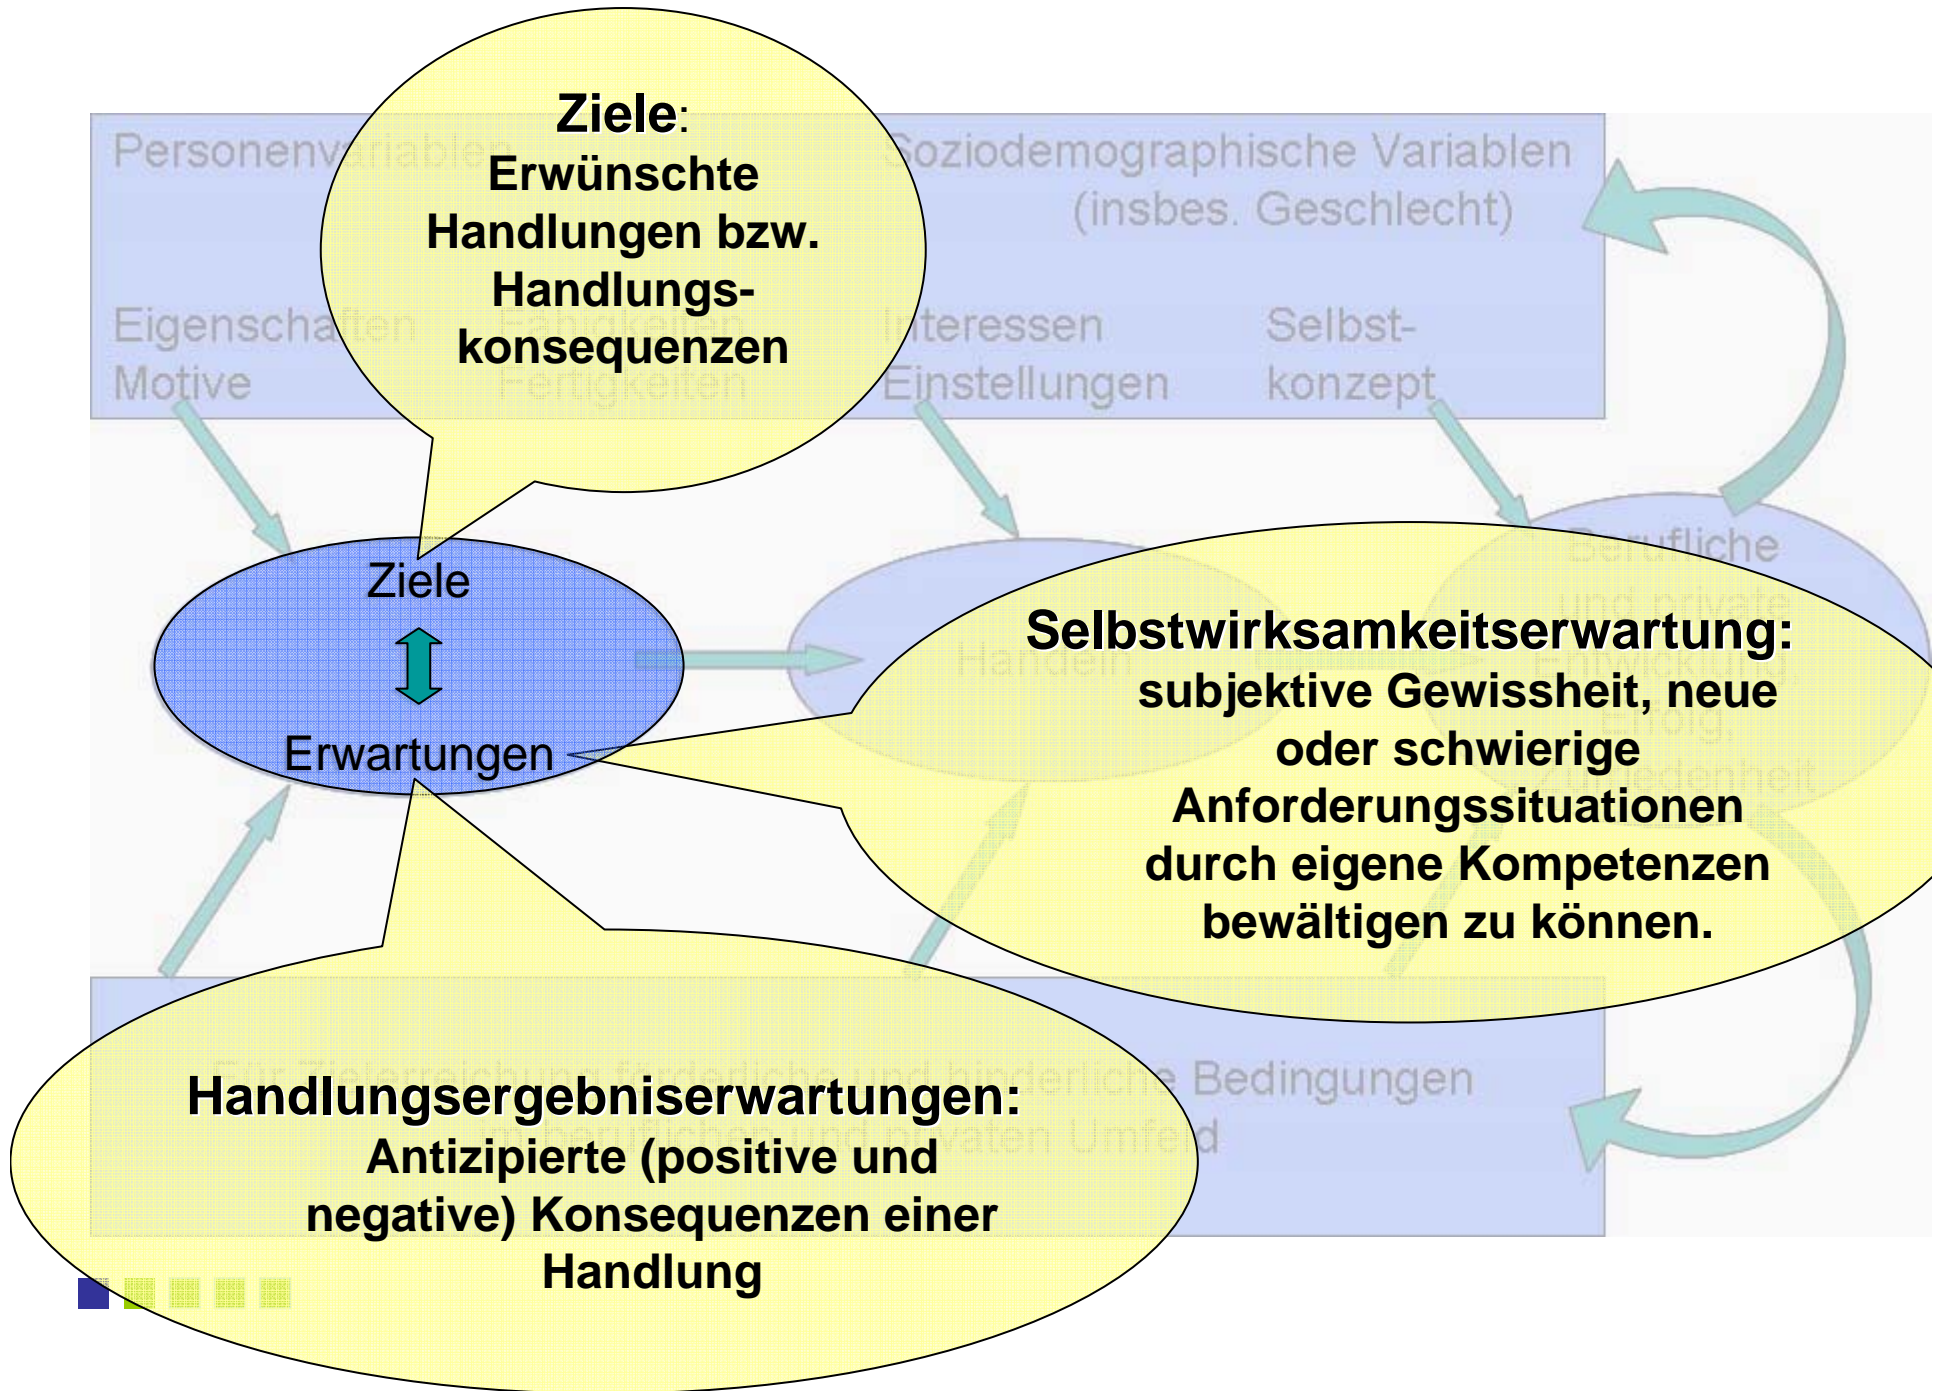 Ziele:
Erwünschte
Handlungen bzw.
Handlungs-
konsequenzen
Personenvariablen
Soziodemographische Variablen
(insbes. Geschlecht)
Eigenschaften Fähigkeiten Interessen Selbst-
Motive Fertigkeiten Einstellungen konzept
Ziele
Erwartungen
Handeln
Berufliche
und private
Entwicklung,
Erfolg,
Zufriedenheit
Selbstwirksamkeitserwartung:
subjektive Gewissheit, neue
oder schwierige
Anforderungssituationen
durch eigene Kompetenzen
bewältigen zu können.
Für Zielerreichung förderliche und hinderliche Bedingungen
im beruflichen und privaten Umfeld
Handlungsergebniserwartungen:
Antizipierte (positive und
negative) Konsequenzen einer
Handlung